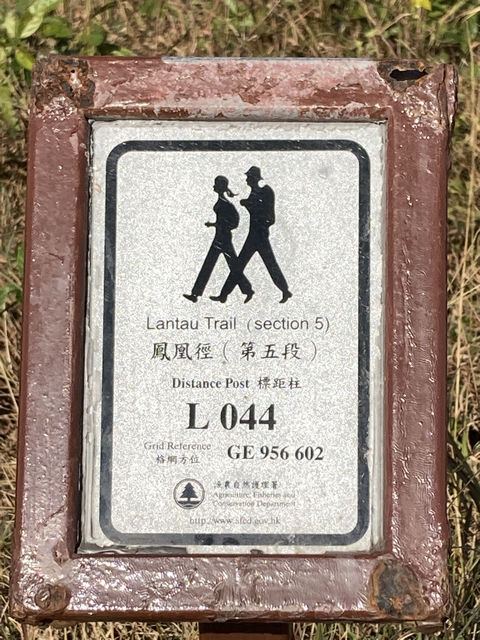 Lantau Trail (section 5)
鳳凰徑（第五段）
Distance Post 標距柱
L 044
Grid Reference GE 956 602
格網方位
漁農自然護理署
Agriculture, Fisheries and
Conservation Department
http://www.afcd.gov.hk